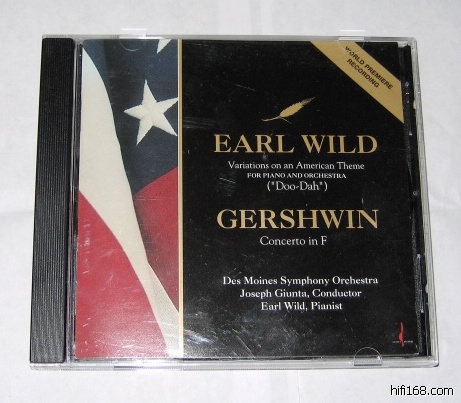 WORLD PREMIERE
RECORDING
EARL WILD
Variations on an American Theme
FOR PIANO AND ORCHESTRA
("Doo-Dah")
GERSHWIN
Concerto in F
Des Moines Symphony Orchestra
Joseph Giunta, Conductor
Earl Wild, Pianist
hifi168.com